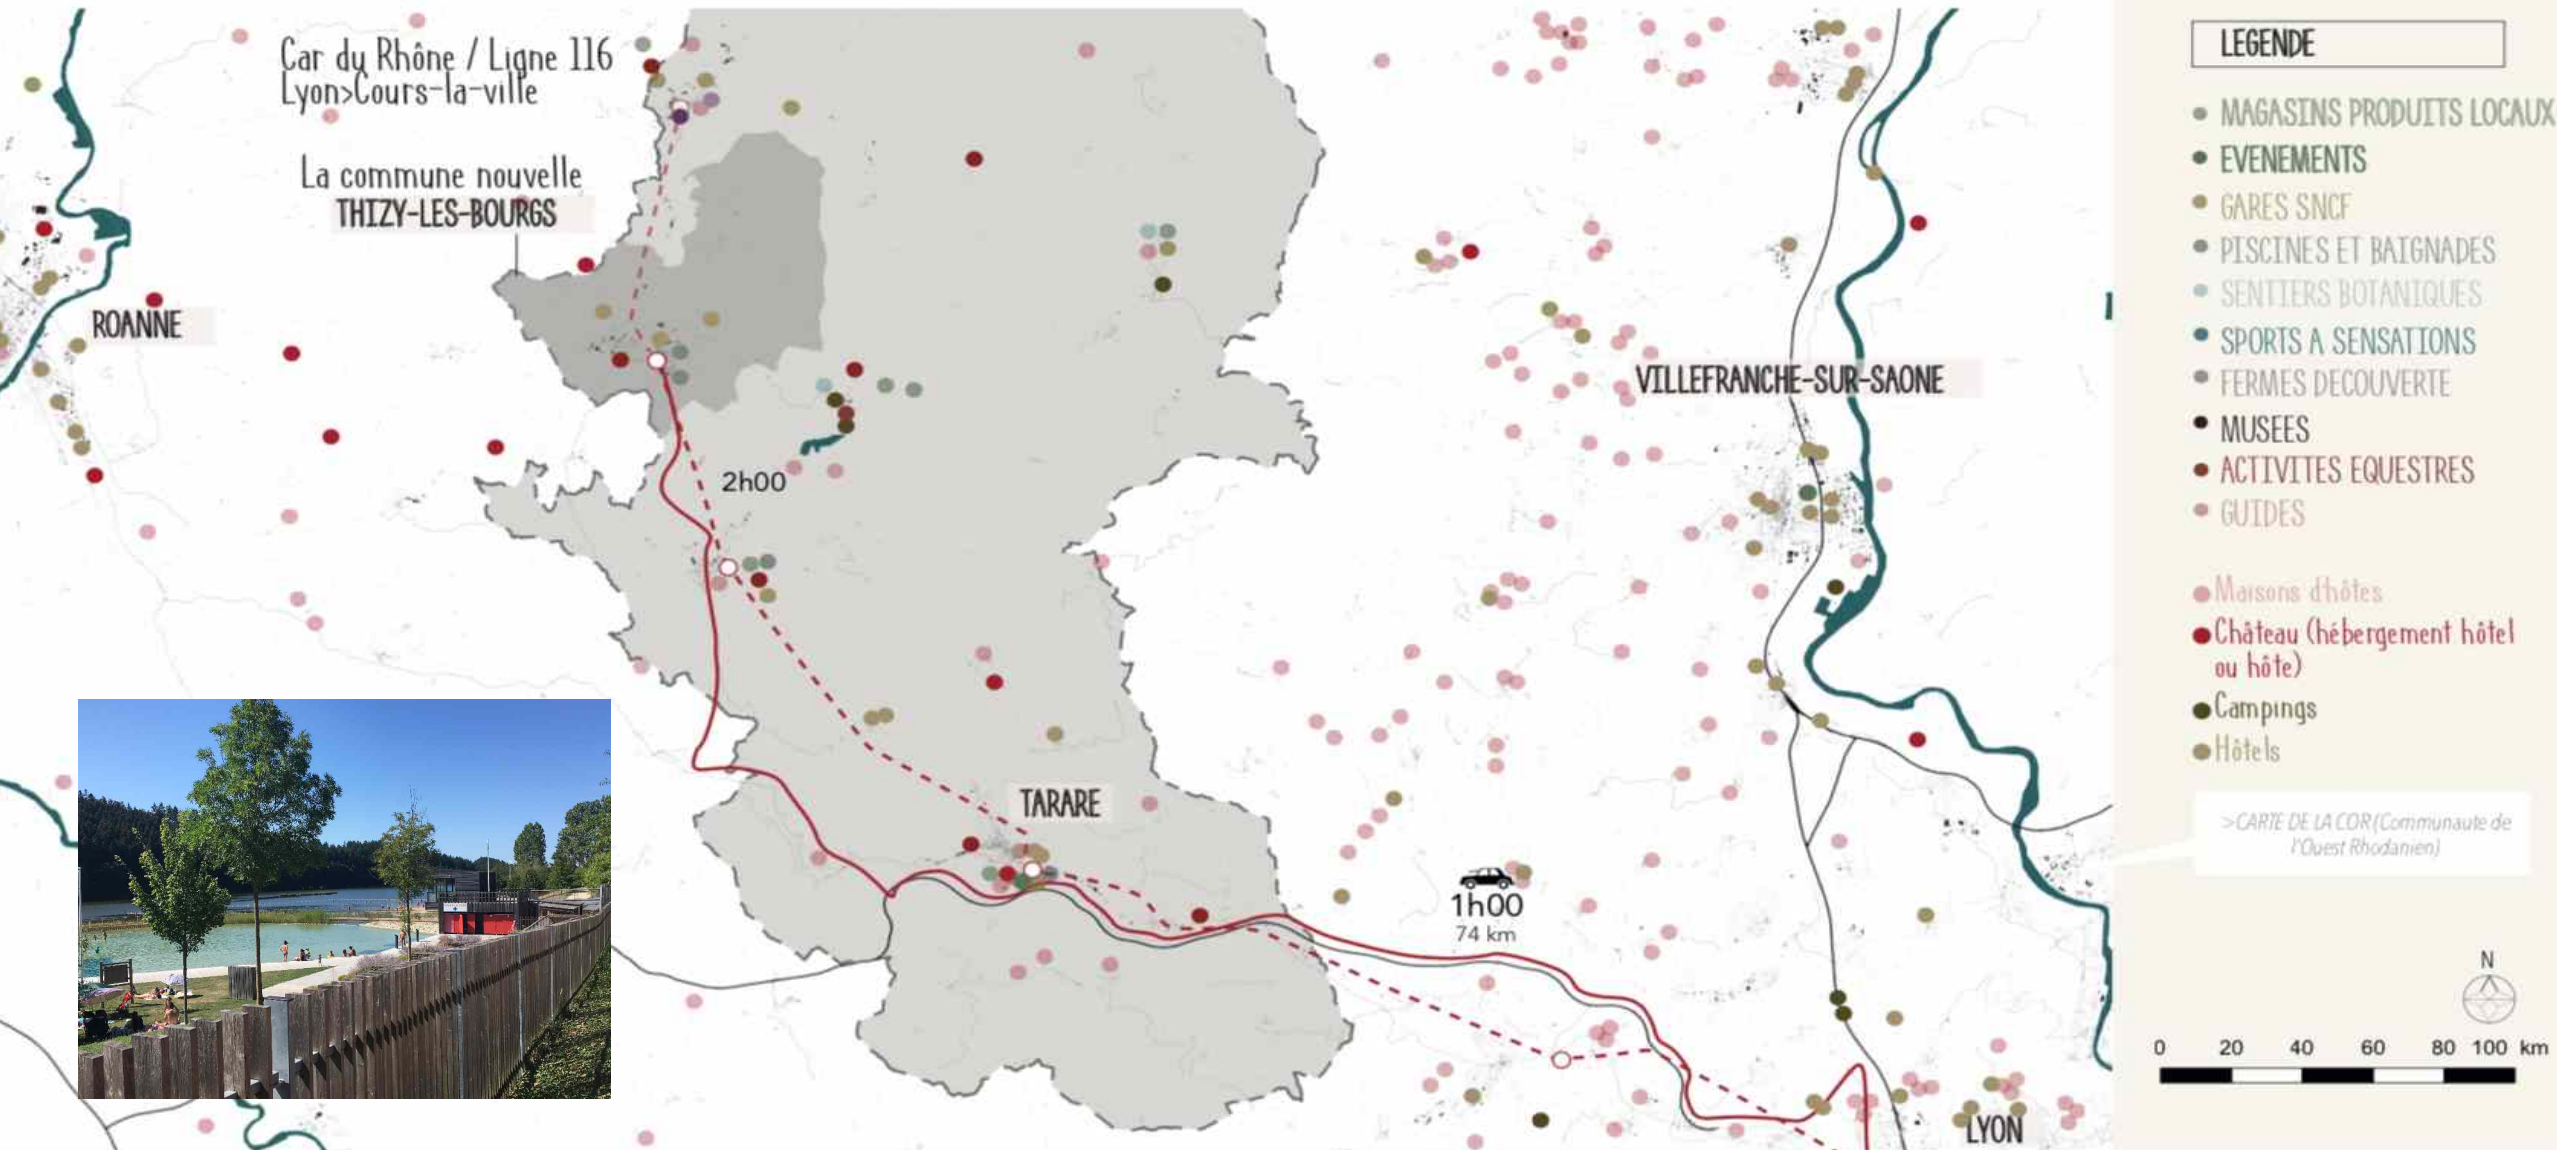 Car du Rhône / Ligne 116
Lyon>Cours-la-ville
La commune nouvelle
THIZY-LES-BOURGS
ROANNE
VILLEFRANCHE-SUR-SAONE
2h00
TARARE
1h00
74 km
LYON
LEGENDE
MAGASINS PRODUITS LOCAUX
EVENEMENTS
GARES SNCF
PISCINES ET BAIGNADES
SENTIERS BOTANIQUES
SPORTS A SENSATIONS
FERMES DECOUVERTE
MUSEES
ACTIVITES EQUESTRES
GUIDES
Maisons d'hôtes
Château (hébergement hôtel
ou hôte)
Campings
Hôtels
>CARTE DE LA COR (Communaute de
l'Ouest Rhodanien)
N
0 20 40 60 80 100 km